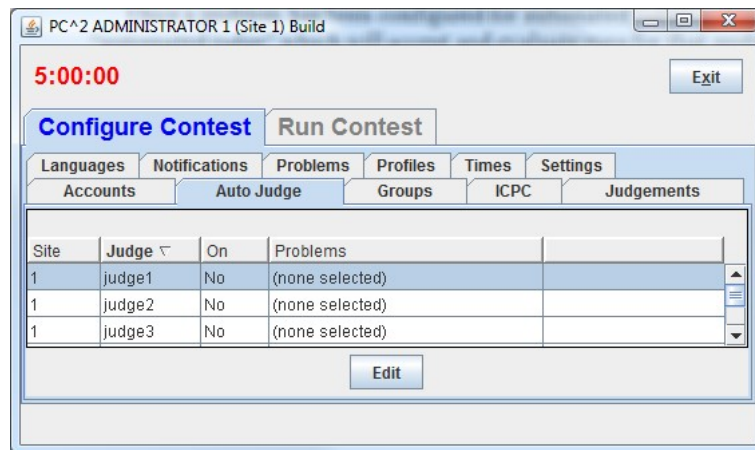 PC^2 ADMINISTRATOR 1 (Site 1) Build
5:00:00 Exit
Configure Contest Run Contest
Languages Notifications Problems Profiles Times Settings
Accounts Auto Judge Groups ICPC Judgements
Site Judge On Problems
1 judge1 No (none selected)
1 judge2 No (none selected)
1 judge3 No (none selected)
Edit